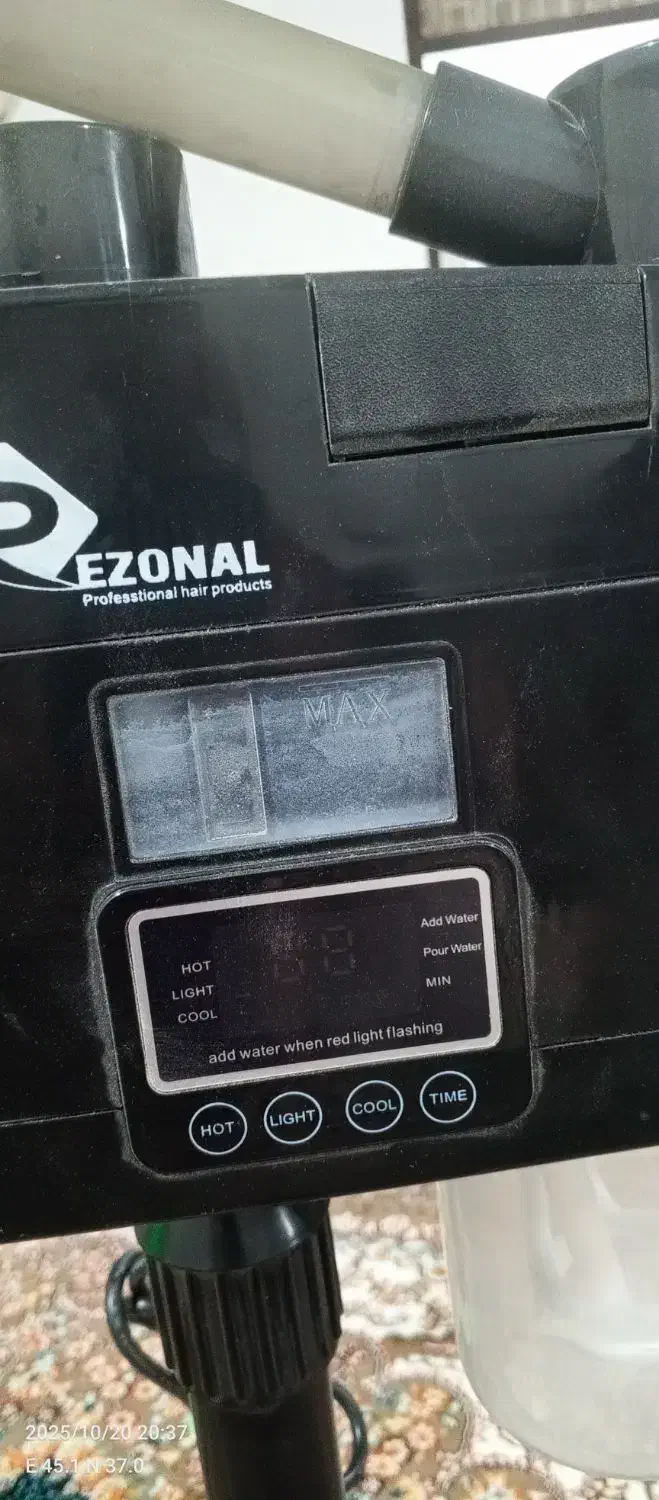 REZONAL
Professtional hair products
MAX
HOT
LIGHT
COOL
Add Water
Pour Water
MIN
add water when red light flashing
HOT LIGHT COOL TIME
2025/10/20 20:37
E 45.1 N 37.0